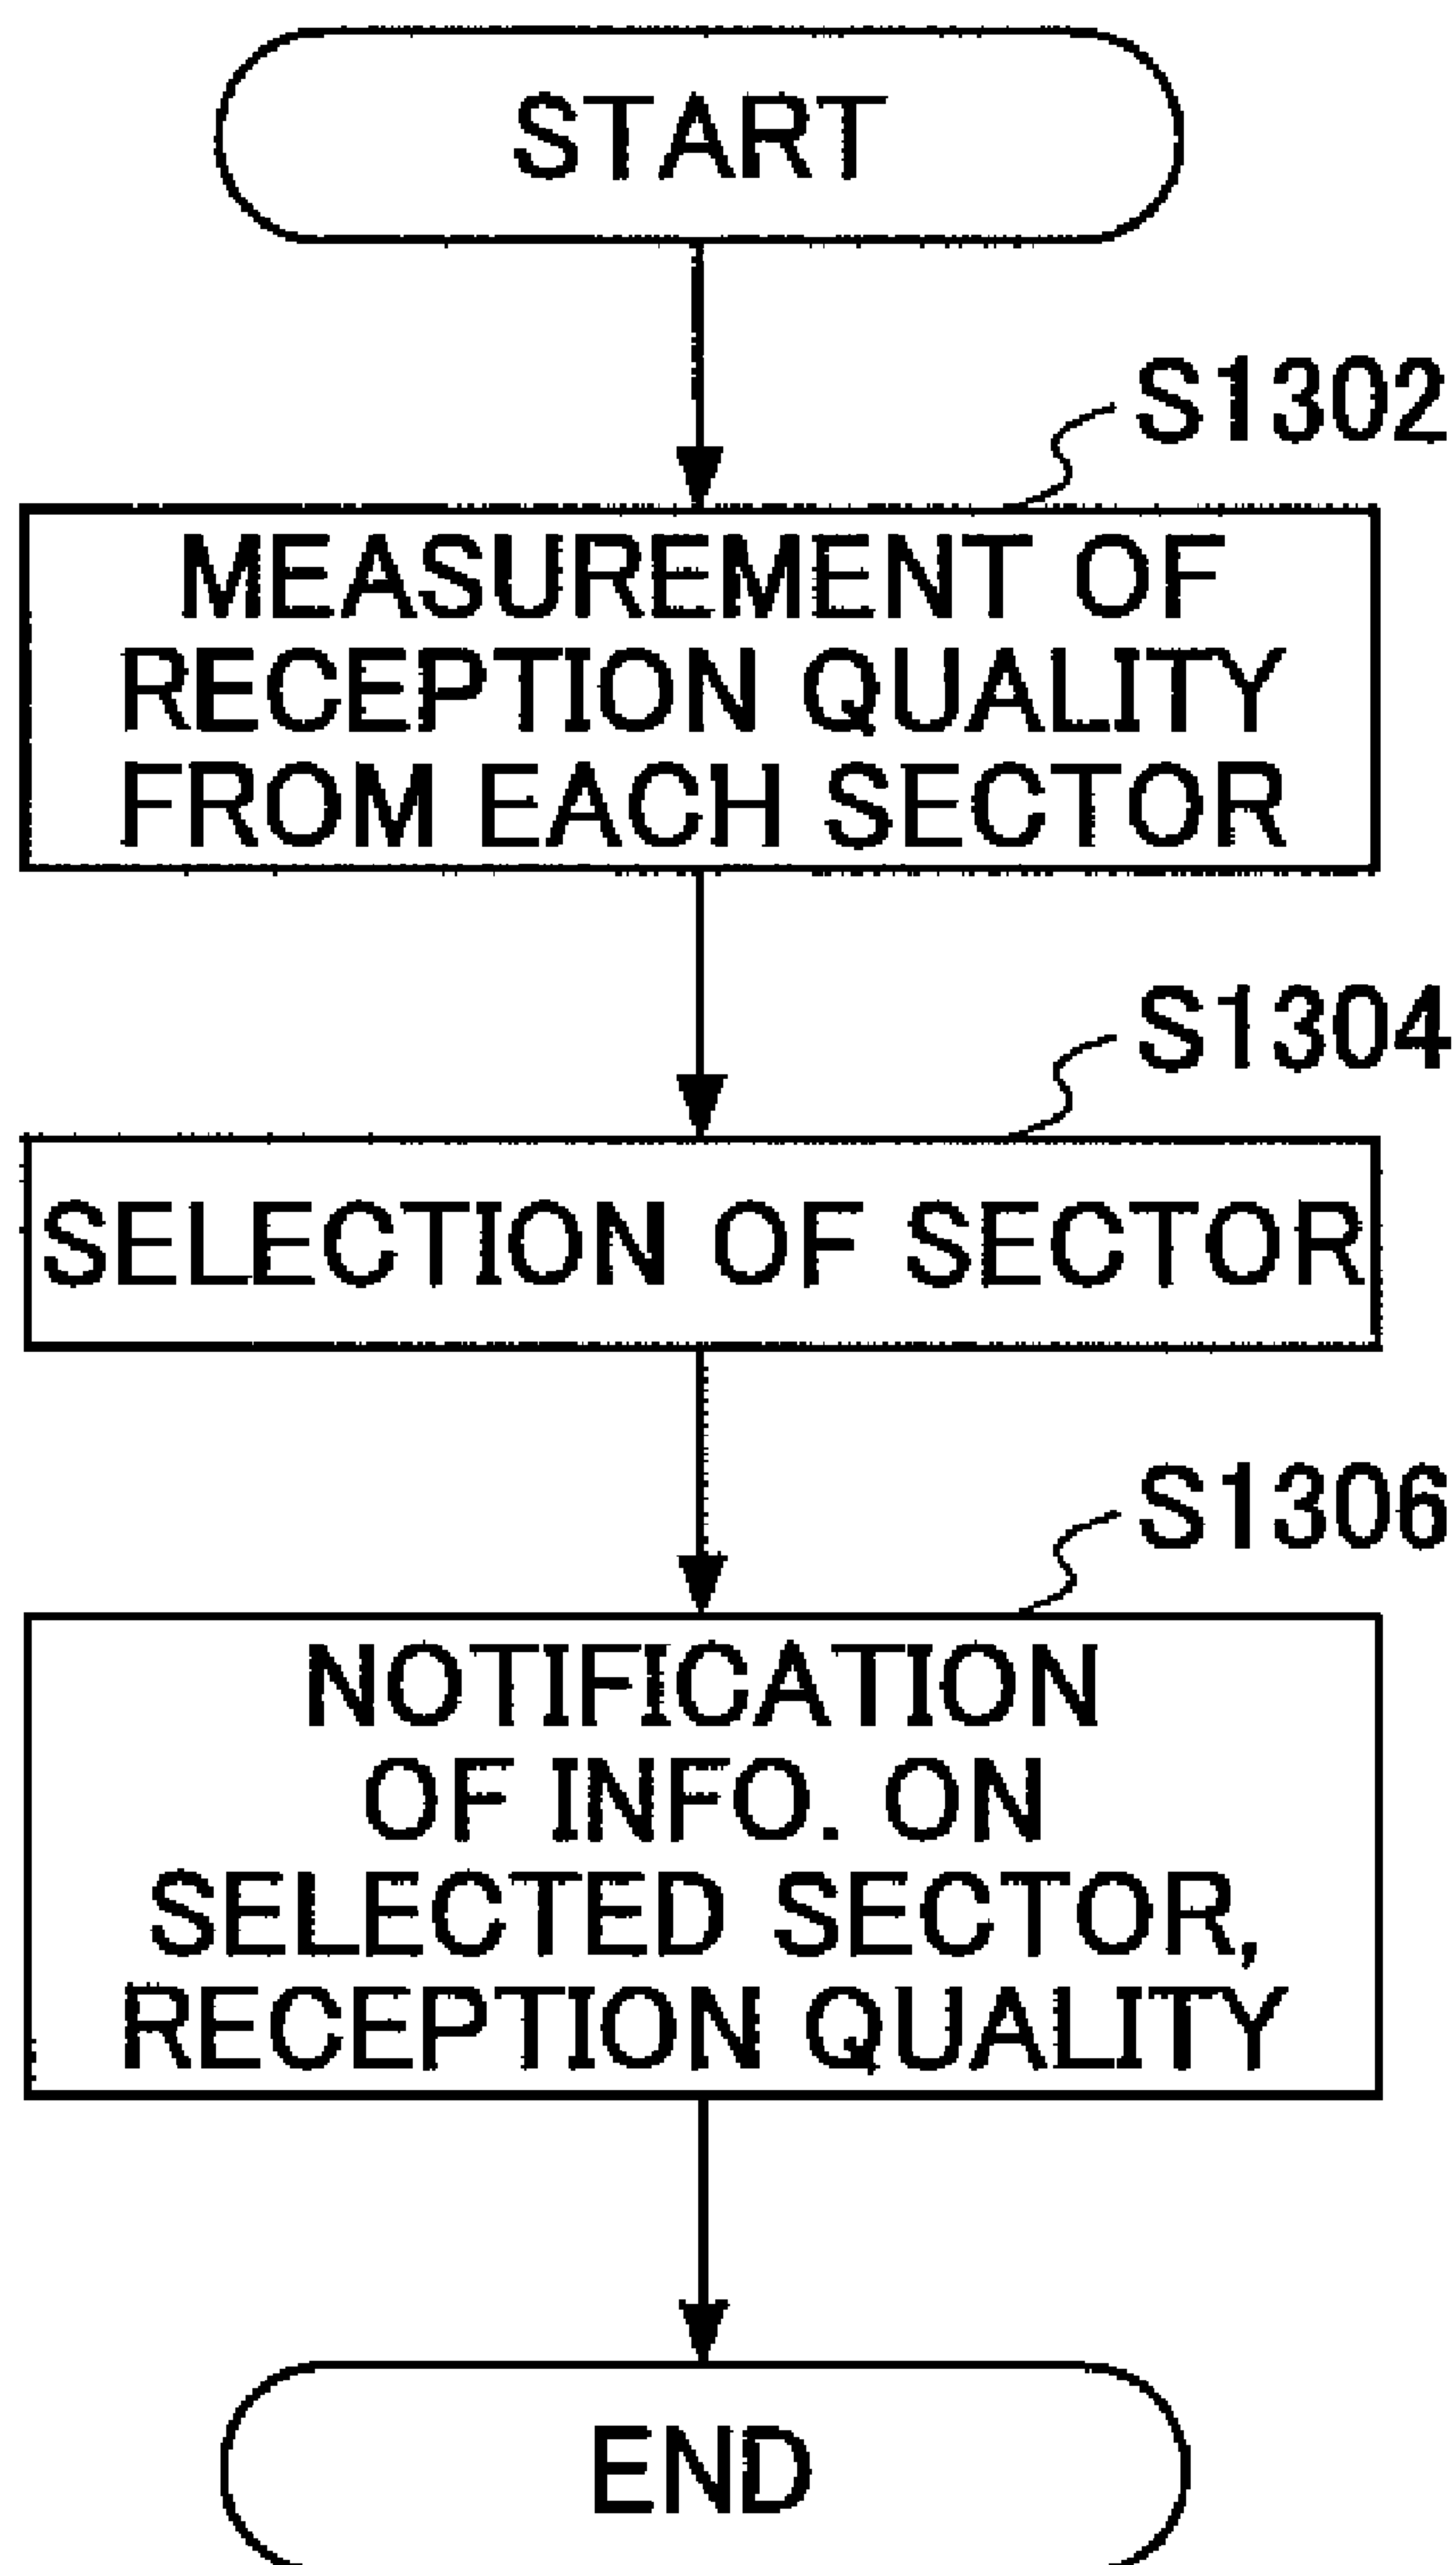 START
S1302
MEASUREMENT OF
RECEPTION QUALITY
FROM EACH SECTOR
S1304
SELECTION OF SECTOR
S1306
NOTIFICATION
OF INFO. ON
SELECTED SECTOR,
RECEPTION QUALITY
END